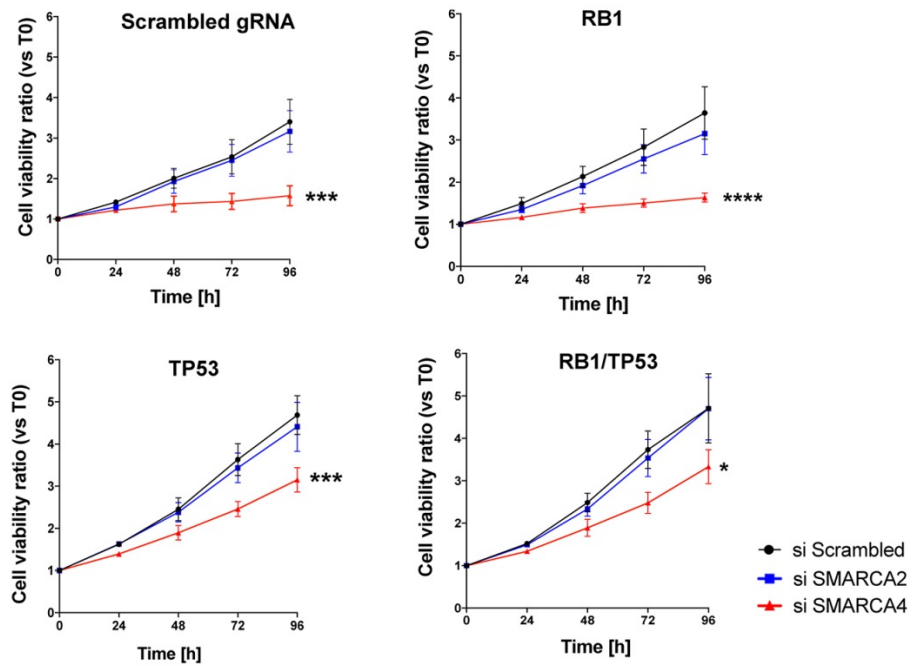 Scrambled gRNA
Cell viability ratio (vs T0)
6
5
4
3
2
1
0
***
0 24 48 72 96
Time [h]
RB1
Cell viability ratio (vs T0)
6
5
4
3
2
1
0
****
0 24 48 72 96
Time [h]
TP53
Cell viability ratio (vs T0)
6
5
4
3
2
1
0
***
0 24 48 72 96
Time [h]
RB1/TP53
Cell viability ratio (vs T0)
6
5
4
3
2
1
0
*
0 24 48 72 96
Time [h]
si Scrambled
si SMARCA2
si SMARCA4